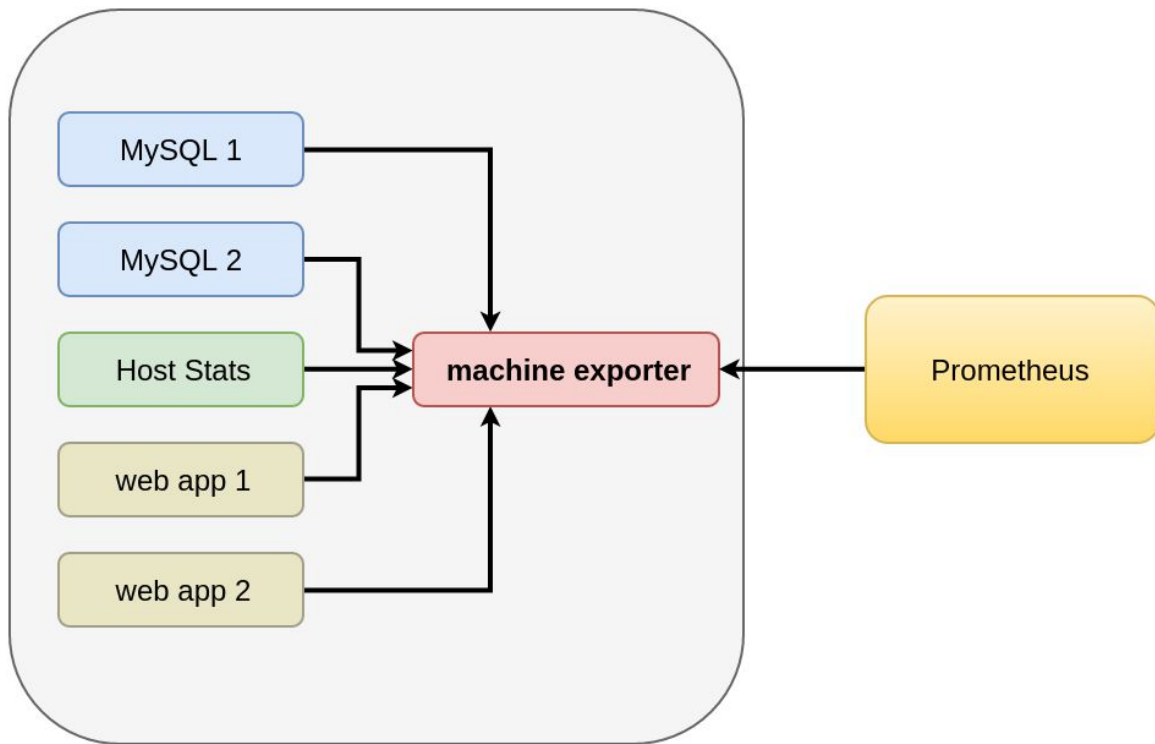 MySQL 1
MySQL 2
Host Stats
machine exporter
Prometheus
web app 1
web app 2